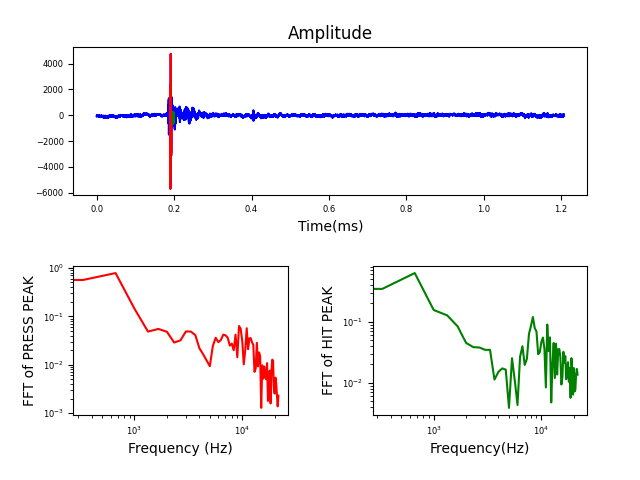 Amplitude
4000
2000
0
−2000
−4000
−6000
0.0 0.2 0.4 0.6 0.8 1.0 1.2
Time(ms)
FFT of PRESS PEAK
10⁰
10⁻¹
10⁻²
10⁻³
10³ 10⁴
Frequency (Hz)
FFT of HIT PEAK
10⁻¹
10⁻²
10³ 10⁴
Frequency(Hz)